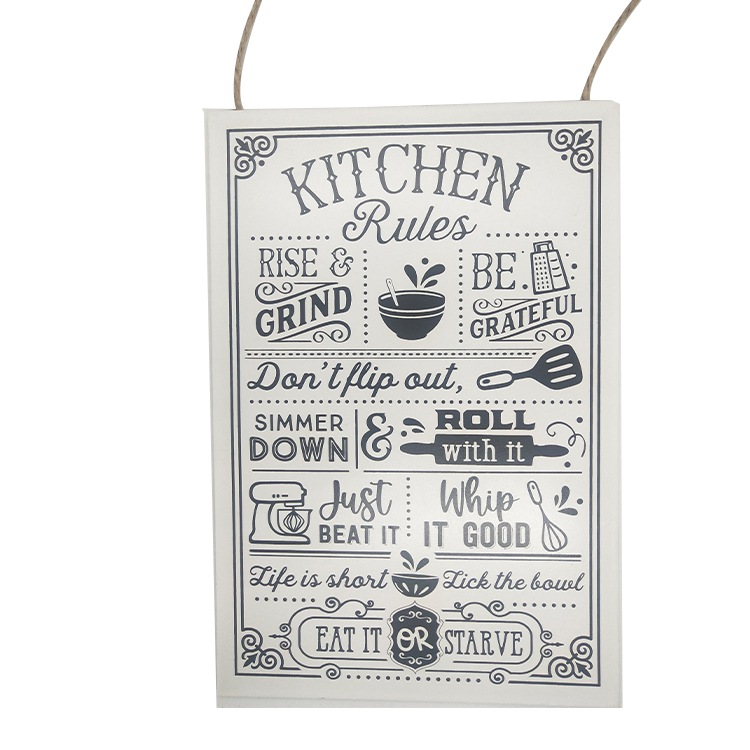 KITCHEN
Rules
RISE &
GRIND
BE
GRATEFUL
Don't flip out,
SIMMER
DOWN
&
ROLL
with it
Just
BEAT IT
Whip
IT GOOD
Life is short
Lick the bowl
EAT IT OR STARVE